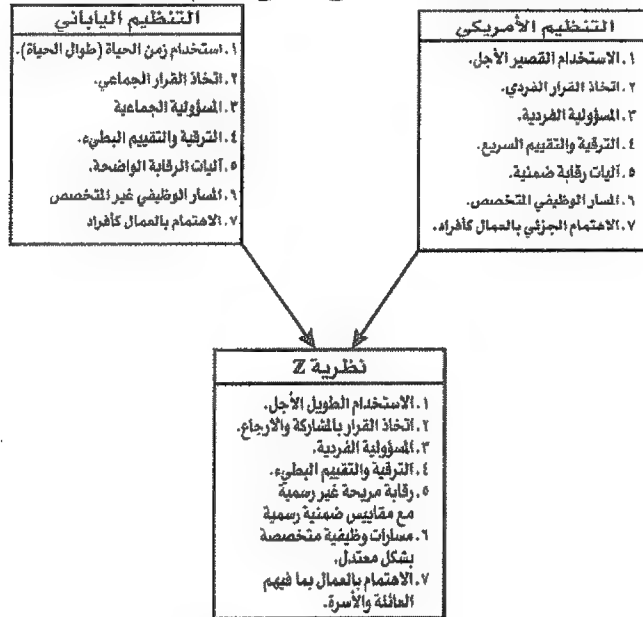 التنظيم الأمريكي
١. الاستخدام القصير الأجل.
٢. اتخاذ القرار الفردي.
٣. المسؤولية الفردية.
٤. الترقية والتقييم السريع.
٥. آليات رقابة ضمنية.
٦. المسار الوظيفي المتخصص.
٧. الاهتمام الجزئي بالعمال كأفراد.
التنظيم الياباني
١. استخدام زمن الحياة (طوال الحياة).
٢. اتخاذ القرار الجماعي.
٣. المسؤولية الجماعية
٤. الترقية والتقييم البطيء.
٥. آليات الرقابة الواضحة.
٦. المسار الوظيفي غير المتخصص
٧. الاهتمام بالعمال كأفراد
نظرية Z
١. الاستخدام الطويل الأجل.
٢. اتخاذ القرار بالمشاركة والارجاع.
٣. المسؤولية الفردية.
٤. الترقية والتقييم البطيء.
٥. رقابة مريحة غير رسمية
مع مقاييس ضمنية رسمية
٦. مسارات وظيفية متخصصة
بشكل معتدل.
٧. الاهتمام بالعمال بما فيهم
العائلة والأسرة.